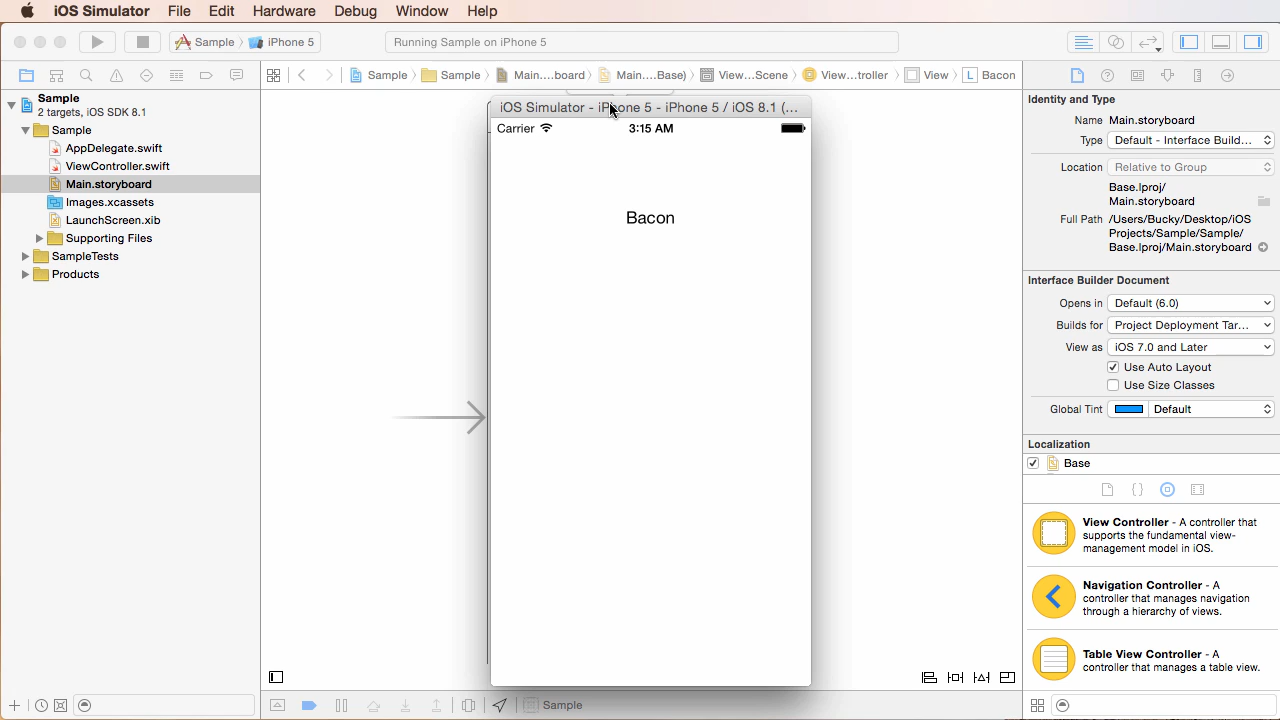 iOS Simulator File Edit Hardware Debug Window Help
Sample iPhone 5 Running Sample on iPhone 5
Sample Sample Main....board Main....Base) View...Scene View...troller View L Bacon
Sample
2 targets, iOS SDK 8.1
Sample
AppDelegate.swift
ViewController.swift
Main.storyboard
Images.xcassets
LaunchScreen.xib
Supporting Files
SampleTests
Products
iOS Simulator - iPhone 5 - iPhone 5 / iOS 8.1 (...
Carrier 3:15 AM
Bacon
Identity and Type
Name Main.storyboard
Type Default - Interface Build...
Location Relative to Group
Base.lproj/
Main.storyboard
Full Path /Users/Bucky/Desktop/iOS
Projects/Sample/Sample/
Base.lproj/Main.storyboard
Interface Builder Document
Opens in Default (6.0)
Builds for Project Deployment Tar...
View as iOS 7.0 and Later
Use Auto Layout
Use Size Classes
Global Tint Default
Localization
Base
View Controller - A controller that
supports the fundamental view-
management model in iOS.
Navigation Controller - A
controller that manages navigation
through a hierarchy of views.
Table View Controller - A
controller that manages a table view.
Sample